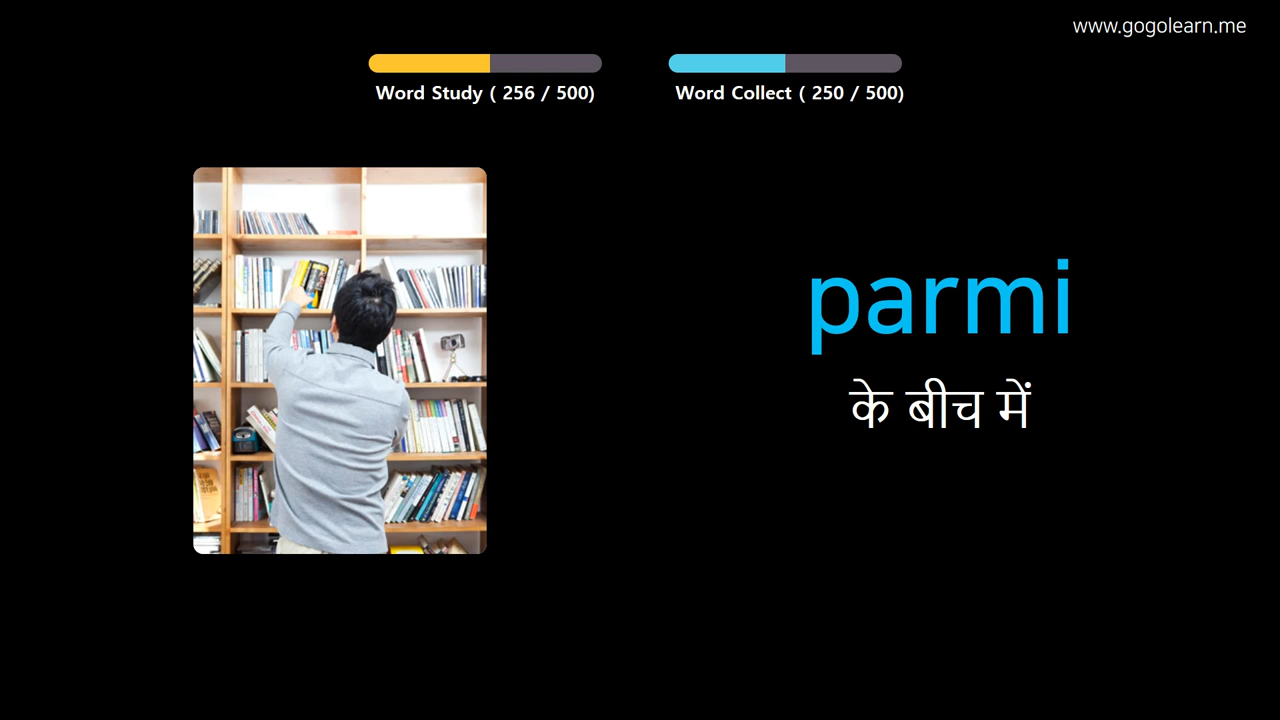 www.gogolearn.me
Word Study ( 256 / 500)
Word Collect ( 250 / 500)
parmi
के बीच में